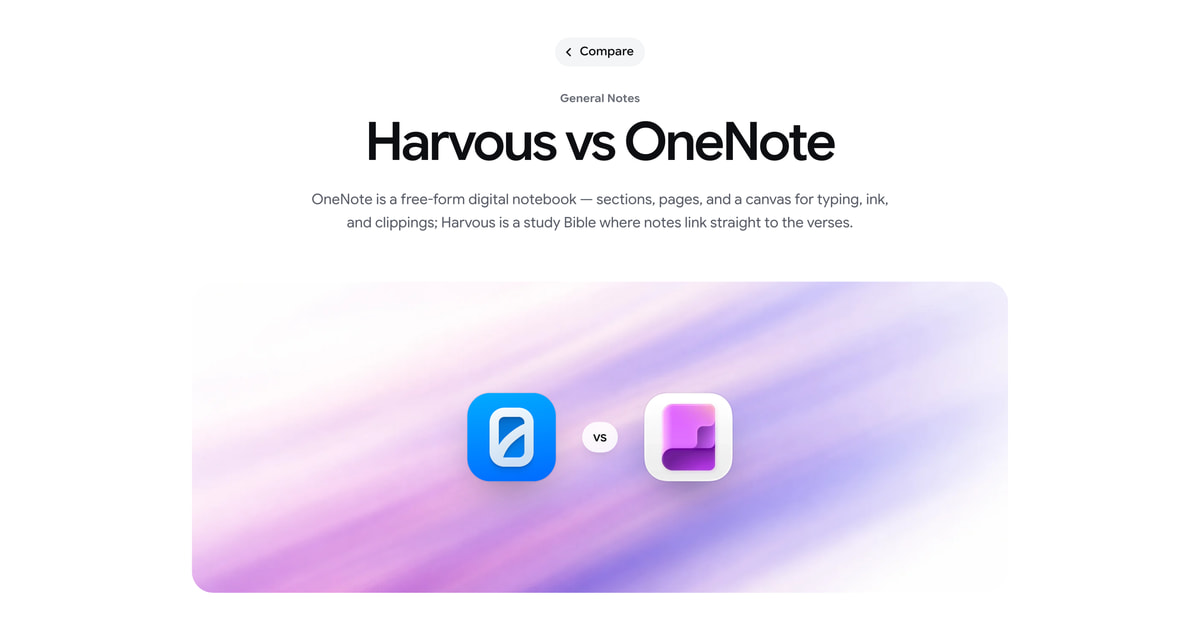 Compare
General Notes
Harvous vs OneNote
OneNote is a free-form digital notebook — sections, pages, and a canvas for typing, ink,
and clippings; Harvous is a study Bible where notes link straight to the verses.
vs